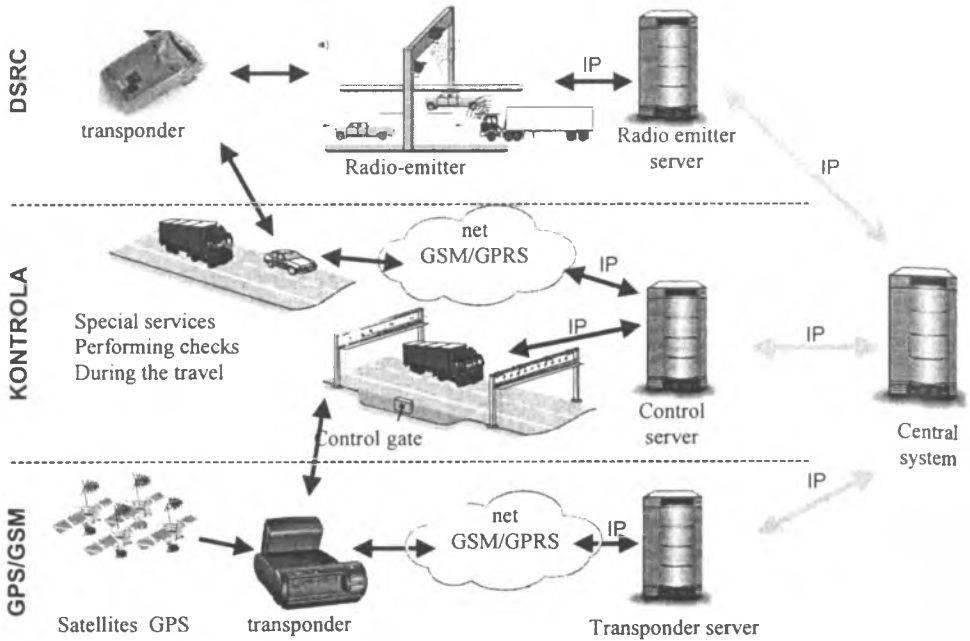 DSRC
transponder
Radio-emitter
IP
Radio emitter
server
IP
KONTROLA
net
GSM/GPRS
IP
Special services
Performing checks
During the travel
IP
Control gate
Control
server
IP
Central
system
GPS/GSM
Satellites GPS
transponder
net
GSM/GPRS
IP
Transponder server
IP